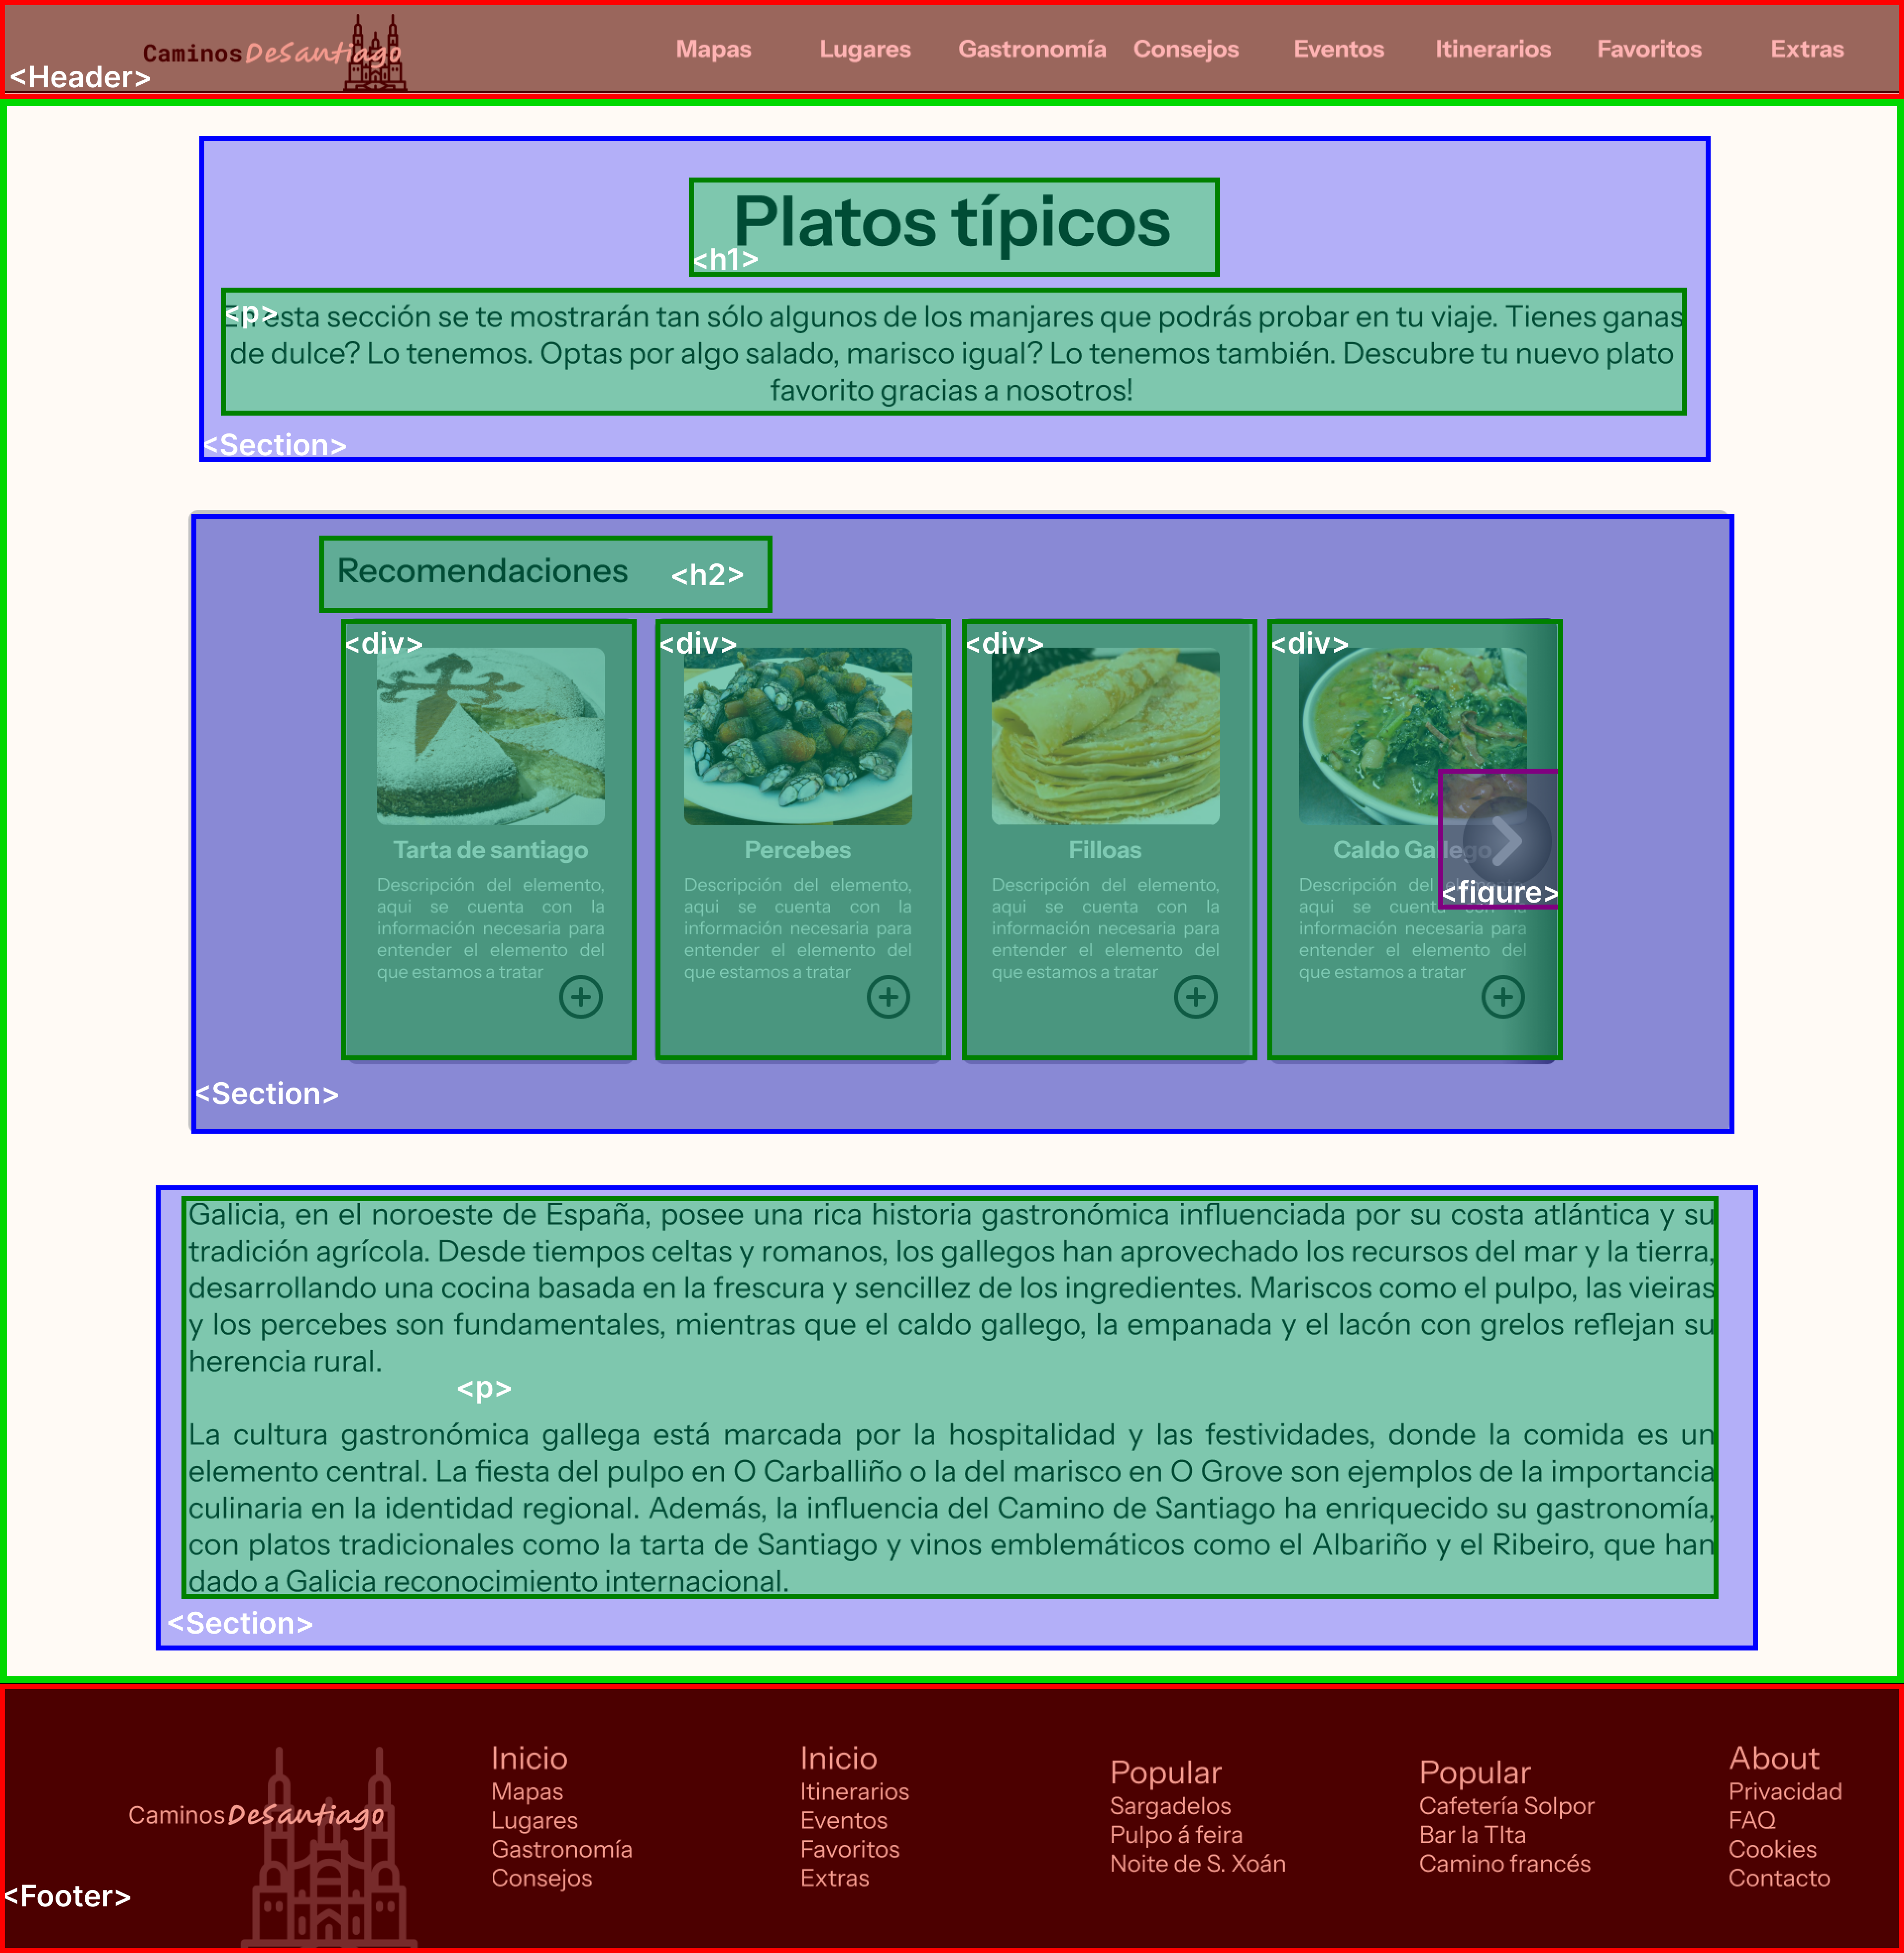 Caminos DeSantiago
Mapas Lugares Gastronomía Consejos Eventos Itinerarios Favoritos Extras
<Header>
Platos típicos
<h1>
<p>
En esta sección se te mostrarán tan sólo algunos de los manjares que podrás probar en tu viaje. Tienes ganas
de dulce? Lo tenemos. Optas por algo salado, marisco igual? Lo tenemos también. Descubre tu nuevo plato
favorito gracias a nosotros!
<Section>
Recomendaciones
<h2>
<div>
Tarta de santiago
Descripción del elemento,
aqui se cuenta con la
información necesaria para
entender el elemento del
que estamos a tratar
<div>
Percebes
Descripción del elemento,
aqui se cuenta con la
información necesaria para
entender el elemento del
que estamos a tratar
<div>
Filloas
Descripción del elemento,
aqui se cuenta con la
información necesaria para
entender el elemento del
que estamos a tratar
<div>
Caldo Gallego
<figure>
Descripción del elemento,
aqui se cuenta con la
información necesaria para
entender el elemento del
que estamos a tratar
<Section>
Galicia, en el noroeste de España, posee una rica historia gastronómica influenciada por su costa atlántica y su
tradición agrícola. Desde tiempos celtas y romanos, los gallegos han aprovechado los recursos del mar y la tierra,
desarrollando una cocina basada en la frescura y sencillez de los ingredientes. Mariscos como el pulpo, las vieiras
y los percebes son fundamentales, mientras que el caldo gallego, la empanada y el lacón con grelos reflejan su
herencia rural.
<p>
La cultura gastronómica gallega está marcada por la hospitalidad y las festividades, donde la comida es un
elemento central. La fiesta del pulpo en O Carballiño o la del marisco en O Grove son ejemplos de la importancia
culinaria en la identidad regional. Además, la influencia del Camino de Santiago ha enriquecido su gastronomía,
con platos tradicionales como la tarta de Santiago y vinos emblemáticos como el Albariño y el Ribeiro, que han
dado a Galicia reconocimiento internacional.
<Section>
Caminos DeSantiago
<Footer>
Inicio
Mapas
Lugares
Gastronomía
Consejos
Inicio
Itinerarios
Eventos
Favoritos
Extras
Popular
Sargadelos
Pulpo á feira
Noite de S. Xoán
Popular
Cafetería Solpor
Bar la TIta
Camino francés
About
Privacidad
FAQ
Cookies
Contacto